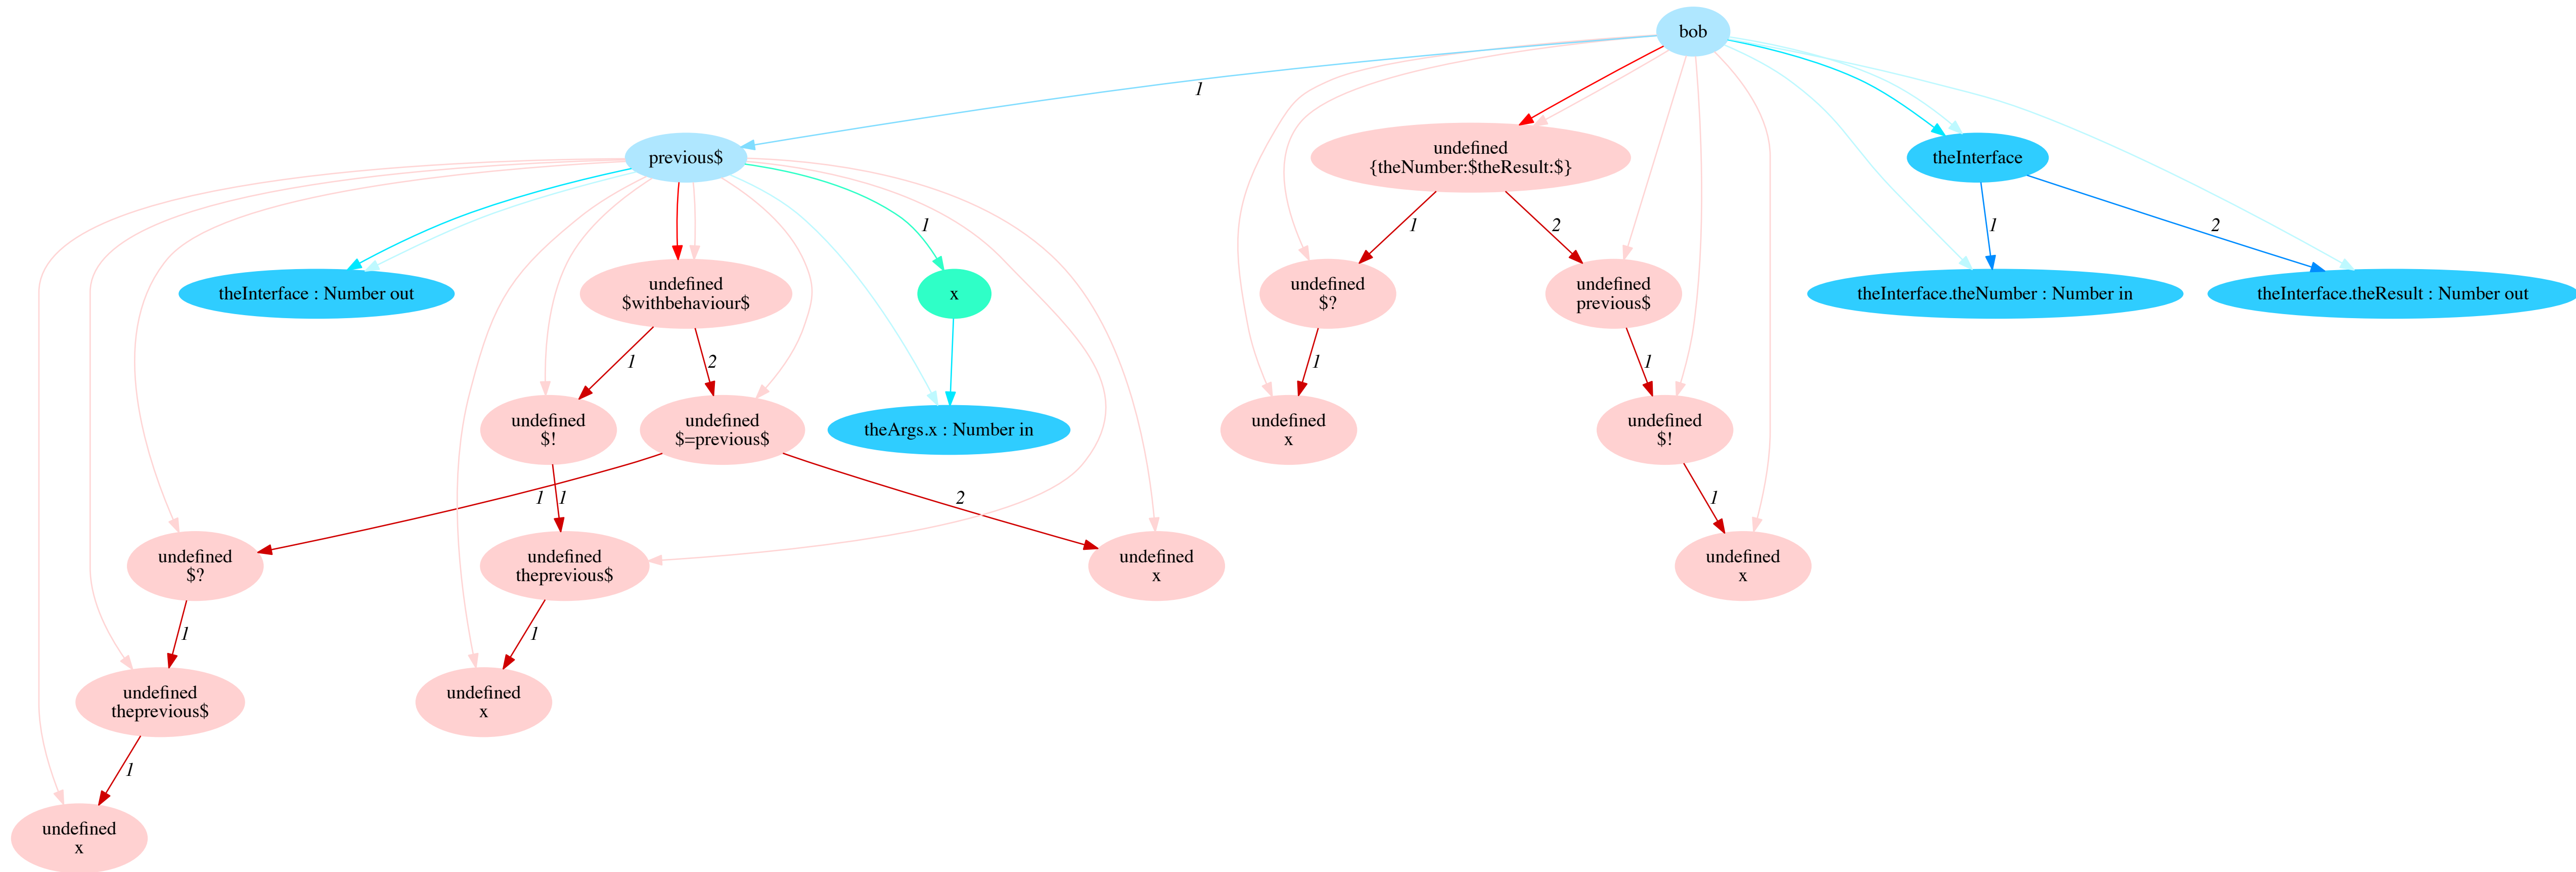 bob
1
previous$
undefined
{theNumber:$theResult:$}
theInterface
1
1
2
1
2
theInterface : Number out
undefined
$withbehaviour$
x
undefined
$?
undefined
previous$
theInterface.theNumber : Number in
theInterface.theResult : Number out
1
2
1
1
undefined
$!
undefined
$=previous$
theArgs.x : Number in
undefined
x
undefined
$!
1
1
2
1
undefined
$?
undefined
theprevious$
undefined
x
undefined
x
1
1
undefined
theprevious$
undefined
x
1
undefined
x